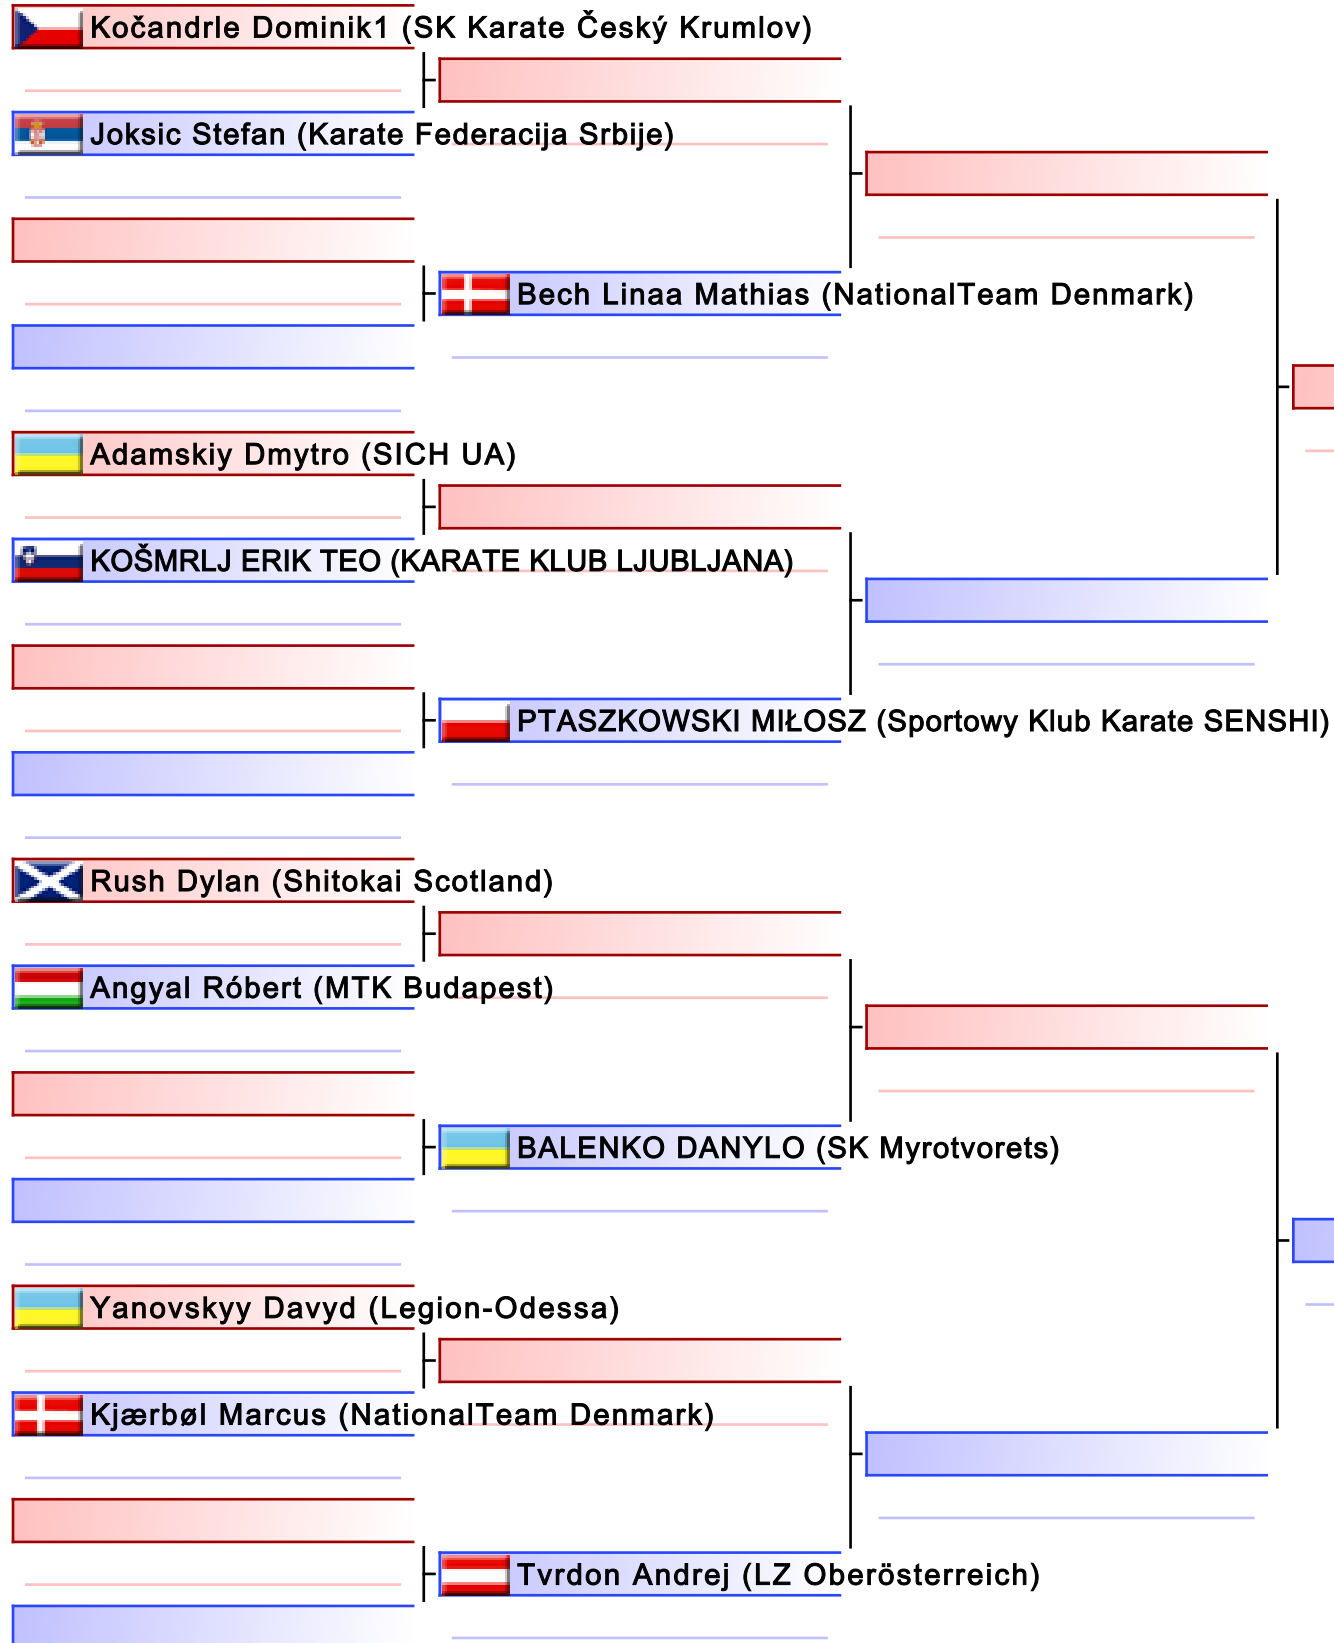 Kočandrle Dominik1 (SK Karate Český Krumlov)
Joksic Stefan (Karate Federacija Srbije)
Bech Linaa Mathias (NationalTeam Denmark)
Adamskiy Dmytro (SICH UA)
KOŠMRLJ ERIK TEO (KARATE KLUB LJUBLJANA)
PTASZKOWSKI MIŁOSZ (Sportowy Klub Karate SENSHI)
Rush Dylan (Shitokai Scotland)
Angyal Róbert (MTK Budapest)
BALENKO DANYLO (SK Myrotvorets)
Yanovskyy Davyd (Legion-Odessa)
Kjærbøl Marcus (NationalTeam Denmark)
Tvrdon Andrej (LZ Oberösterreich)